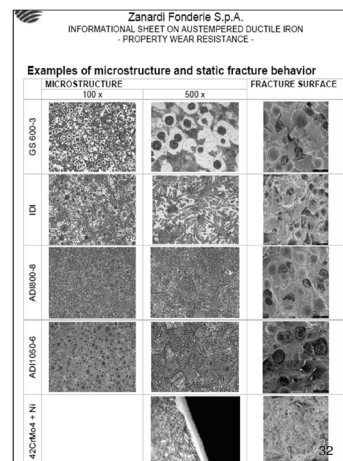 Zanardi Fonderie S.p.A.
INFORMATIONAL SHEET ON AUSTEMPERED DUCTILE IRON
- PROPERTY WEAR RESISTANCE -
Examples of microstructure and static fracture behavior
MICROSTRUCTURE FRACTURE SURFACE
100 x 500 x
GS 600-3
IDI
ADI800-8
ADI1050-6
42CrMo4 + Ni
32